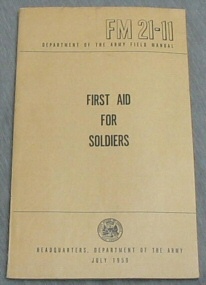 FM 21-11
DEPARTMENT OF THE ARMY FIELD MANUAL
FIRST AID
FOR
SOLDIERS
HEADQUARTERS, DEPARTMENT OF THE ARMY
JULY 1959